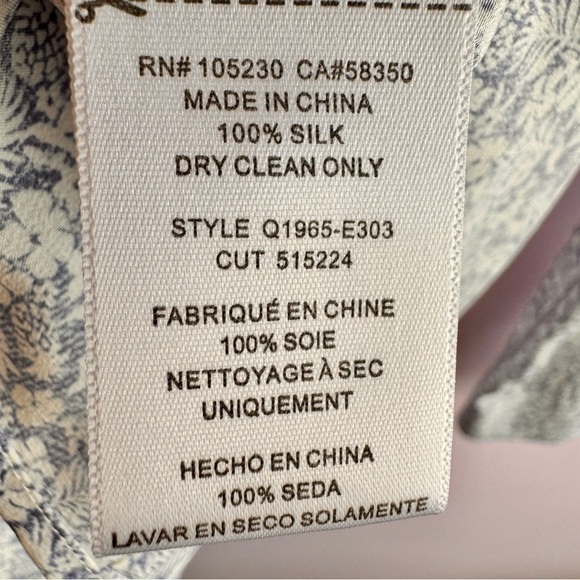 RN# 105230 CA#58350
MADE IN CHINA
100% SILK
DRY CLEAN ONLY
STYLE Q1965-E303
CUT 515224
FABRIQUÉ EN CHINE
100% SOIE
NETTOYAGE À SEC
UNIQUEMENT
HECHO EN CHINA
100% SEDA
LAVAR EN SECO SOLAMENTE